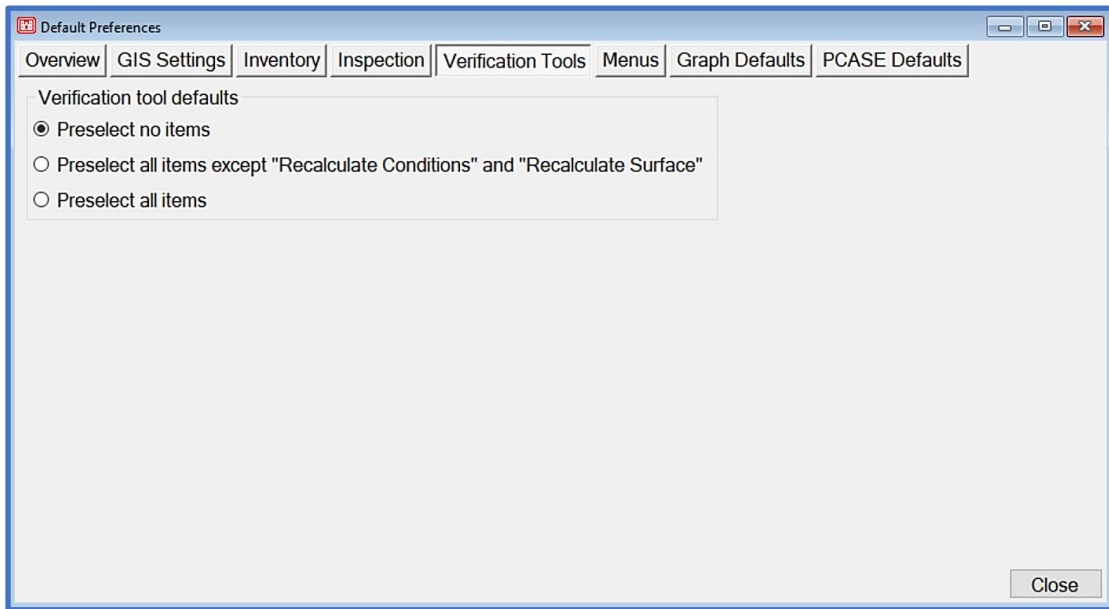 Default Preferences
Overview GIS Settings Inventory Inspection Verification Tools Menus Graph Defaults PCASE Defaults
Verification tool defaults
Preselect no items
Preselect all items except "Recalculate Conditions" and "Recalculate Surface"
Preselect all items
Close